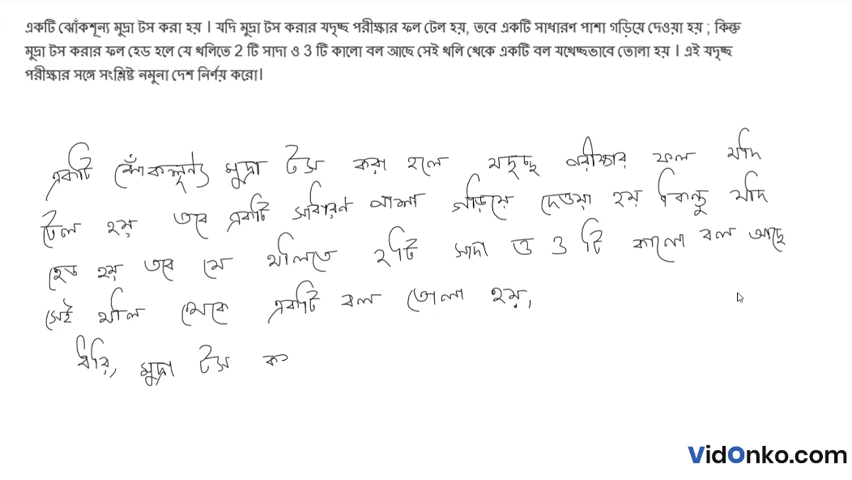 একটি ঝোঁকশূন্য মুদ্রা টস করা হয় । যদি মুদ্রা টস করার যদৃচ্ছ পরীক্ষার ফল টেল হয়, তবে একটি সাধারণ পাশা গড়িয়ে দেওয়া হয় ; কিন্তু
মুদ্রা টস করার ফল হেড হলে যে থলিতে 2 টি সাদা ও 3 টি কালো বল আছে সেই থলি থেকে একটি বল যথেচ্ছভাবে তোলা হয় । এই যদৃচ্ছ
পরীক্ষার সঙ্গে সংশ্লিষ্ট নমুনা দেশ নির্ণয় করো।
একটি ঝোঁকশূন্য মুদ্রা টস করা হলে যদৃচ্ছ পরীক্ষার ফল যদি
টেল হয় তবে একটি সাধারণ পাশা গড়িয়ে দেওয়া হয় কিন্তু যদি
হেড হয় তবে যে থলিতে 2টি সাদা ও 3 টি কালো বল আছে
সেই থলি থেকে একটি বল তোলা হয়,
ধরি, মুদ্রা টস ক
VidOnko.com